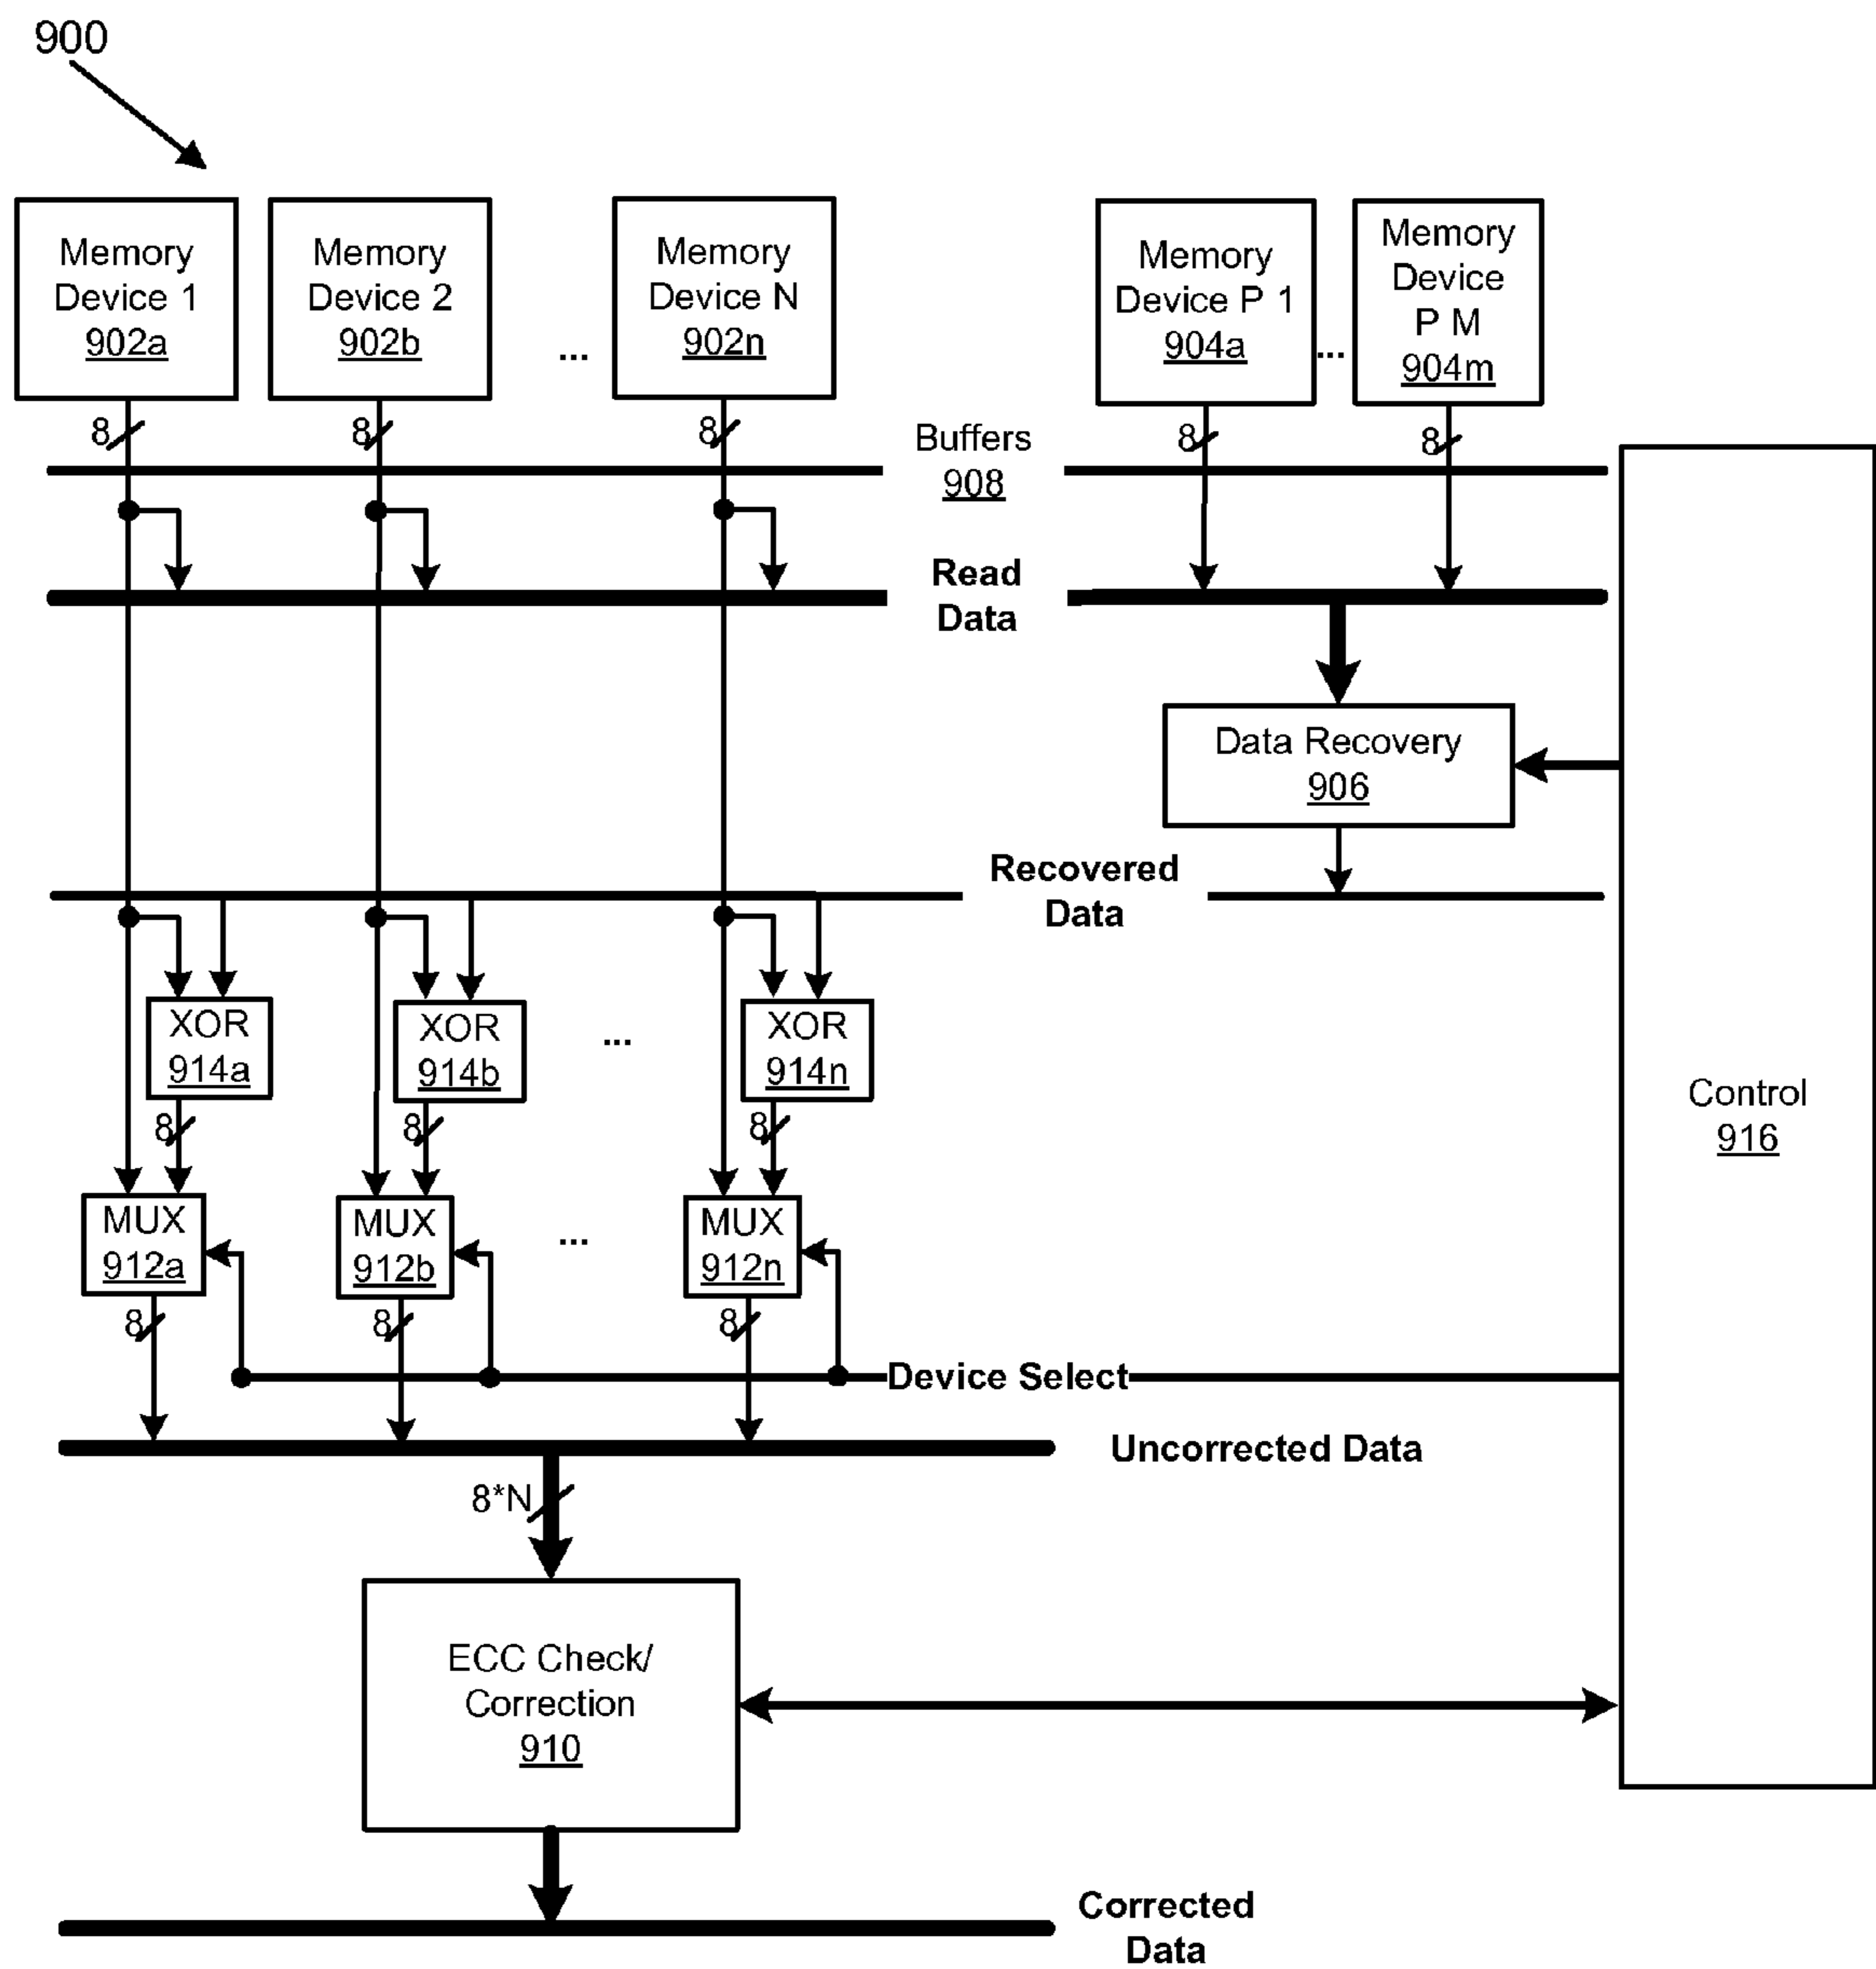 900
Memory
Device 1
902a
Memory
Device 2
902b
...
Memory
Device N
902n
Memory
Device P 1
904a
...
Memory
Device
P M
904m
8
8
8
8
8
Buffers
908
Read
Data
Data Recovery
906
Recovered
Data
XOR
914a
XOR
914b
...
XOR
914n
Control
916
8
8
8
MUX
912a
MUX
912b
...
MUX
912n
8
8
8
Device Select
Uncorrected Data
8*N
ECC Check/
Correction
910
Corrected
Data